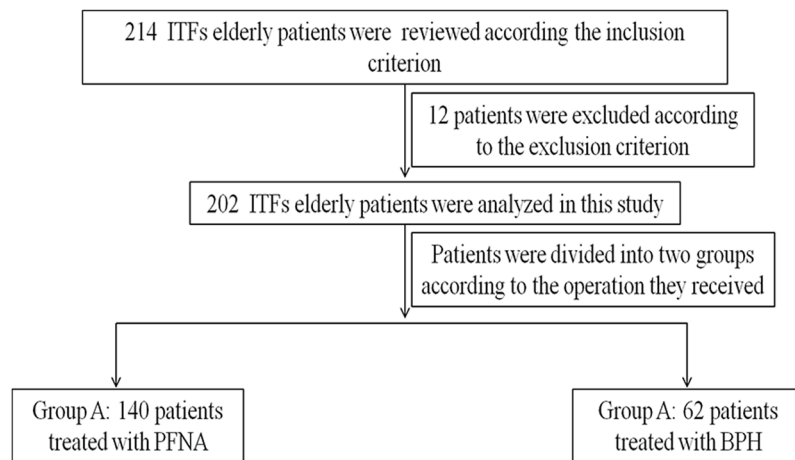 214 ITFs elderly patients were reviewed according the inclusion
criterion
12 patients were excluded according
to the exclusion criterion
202 ITFs elderly patients were analyzed in this study
Patients were divided into two groups
according to the operation they received
Group A: 140 patients
treated with PFNA
Group A: 62 patients
treated with BPH